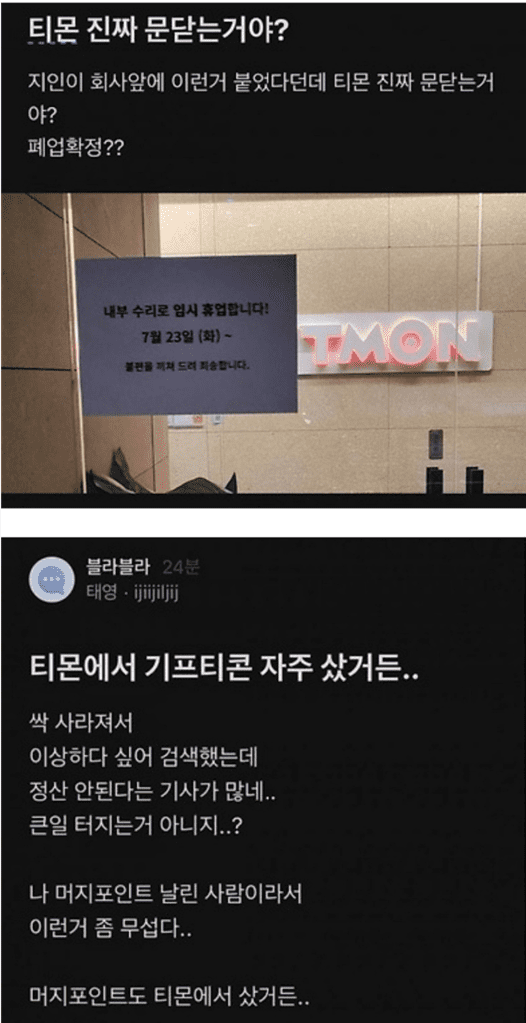 티몬 진짜 문닫는거야?
지인이 회사앞에 이런거 붙었다던데 티몬 진짜 문닫는거
야?
폐업확정??
내부 수리로 임시 휴업합니다!
7월 23일 (화) ~
불편을 끼쳐 드려 죄송합니다.
TMON
블라블라 24분
태영 · ijiijiljij
티몬에서 기프티콘 자주 샀거든..
싹 사라져서
이상하다 싶어 검색했는데
정산 안된다는 기사가 많네..
큰일 터지는거 아니지..?
나 머지포인트 날린 사람이라서
이런거 좀 무섭다..
머지포인트도 티몬에서 샀거든..